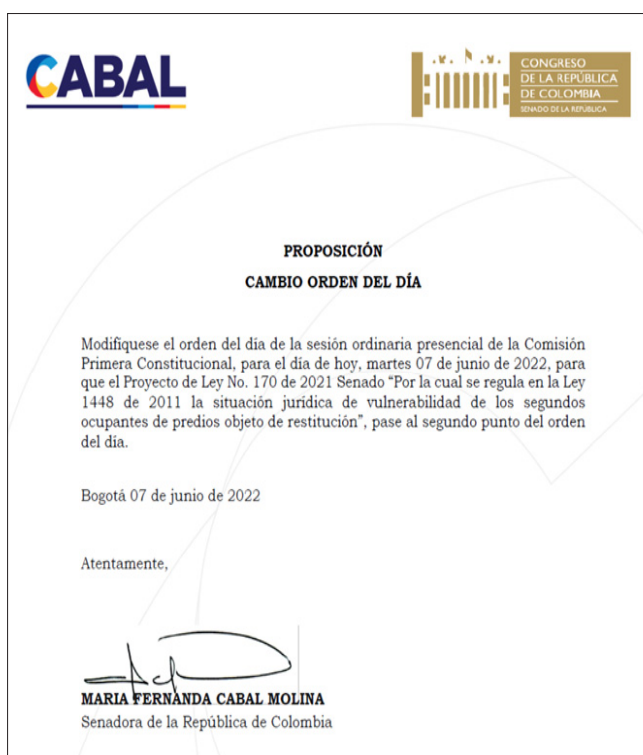 CABAL
CONGRESO
DE LA REPÚBLICA
DE COLOMBIA
SENADO DE LA REPÚBLICA
PROPOSICIÓN
CAMBIO ORDEN DEL DÍA
Modifíquese el orden del día de la sesión ordinaria presencial de la Comisión
Primera Constitucional, para el día de hoy, martes 07 de junio de 2022, para
que el Proyecto de Ley No. 170 de 2021 Senado “Por la cual se regula en la Ley
1448 de 2011 la situación jurídica de vulnerabilidad de los segundos
ocupantes de predios objeto de restitución”, pase al segundo punto del orden
del día.
Bogotá 07 de junio de 2022
Atentamente,
MARIA FERNANDA CABAL MOLINA
Senadora de la República de Colombia